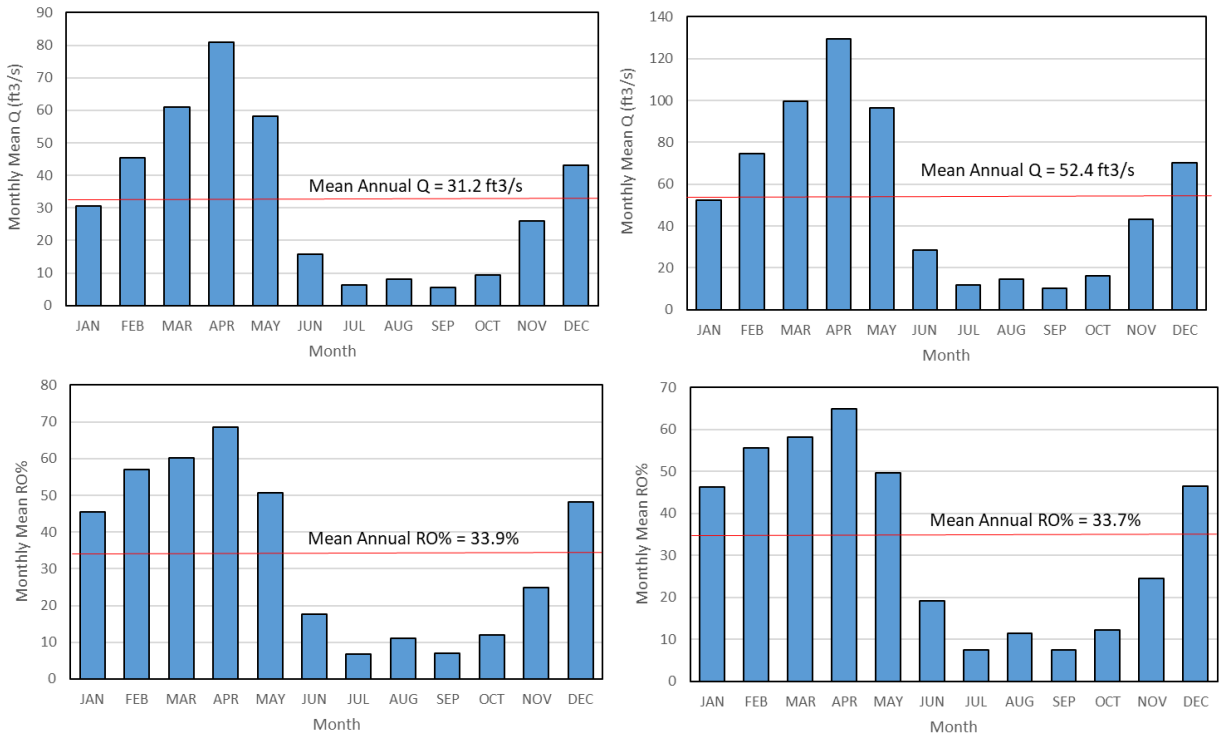 Monthly Mean Q (ft3/s)
90
80
70
60
50
40
30
20
10
0
Mean Annual Q = 31.2 ft3/s
JAN FEB MAR APR MAY JUN JUL AUG SEP OCT NOV DEC
Month
Monthly Mean Q (ft3/s)
140
120
100
80
60
40
20
0
Mean Annual Q = 52.4 ft3/s
JAN FEB MAR APR MAY JUN JUL AUG SEP OCT NOV DEC
Month
Monthly Mean RO%
80
70
60
50
40
30
20
10
0
Mean Annual RO% = 33.9%
JAN FEB MAR APR MAY JUN JUL AUG SEP OCT NOV DEC
Month
Monthly Mean RO%
70
60
50
40
30
20
10
0
Mean Annual RO% = 33.7%
JAN FEB MAR APR MAY JUN JUL AUG SEP OCT NOV DEC
Month